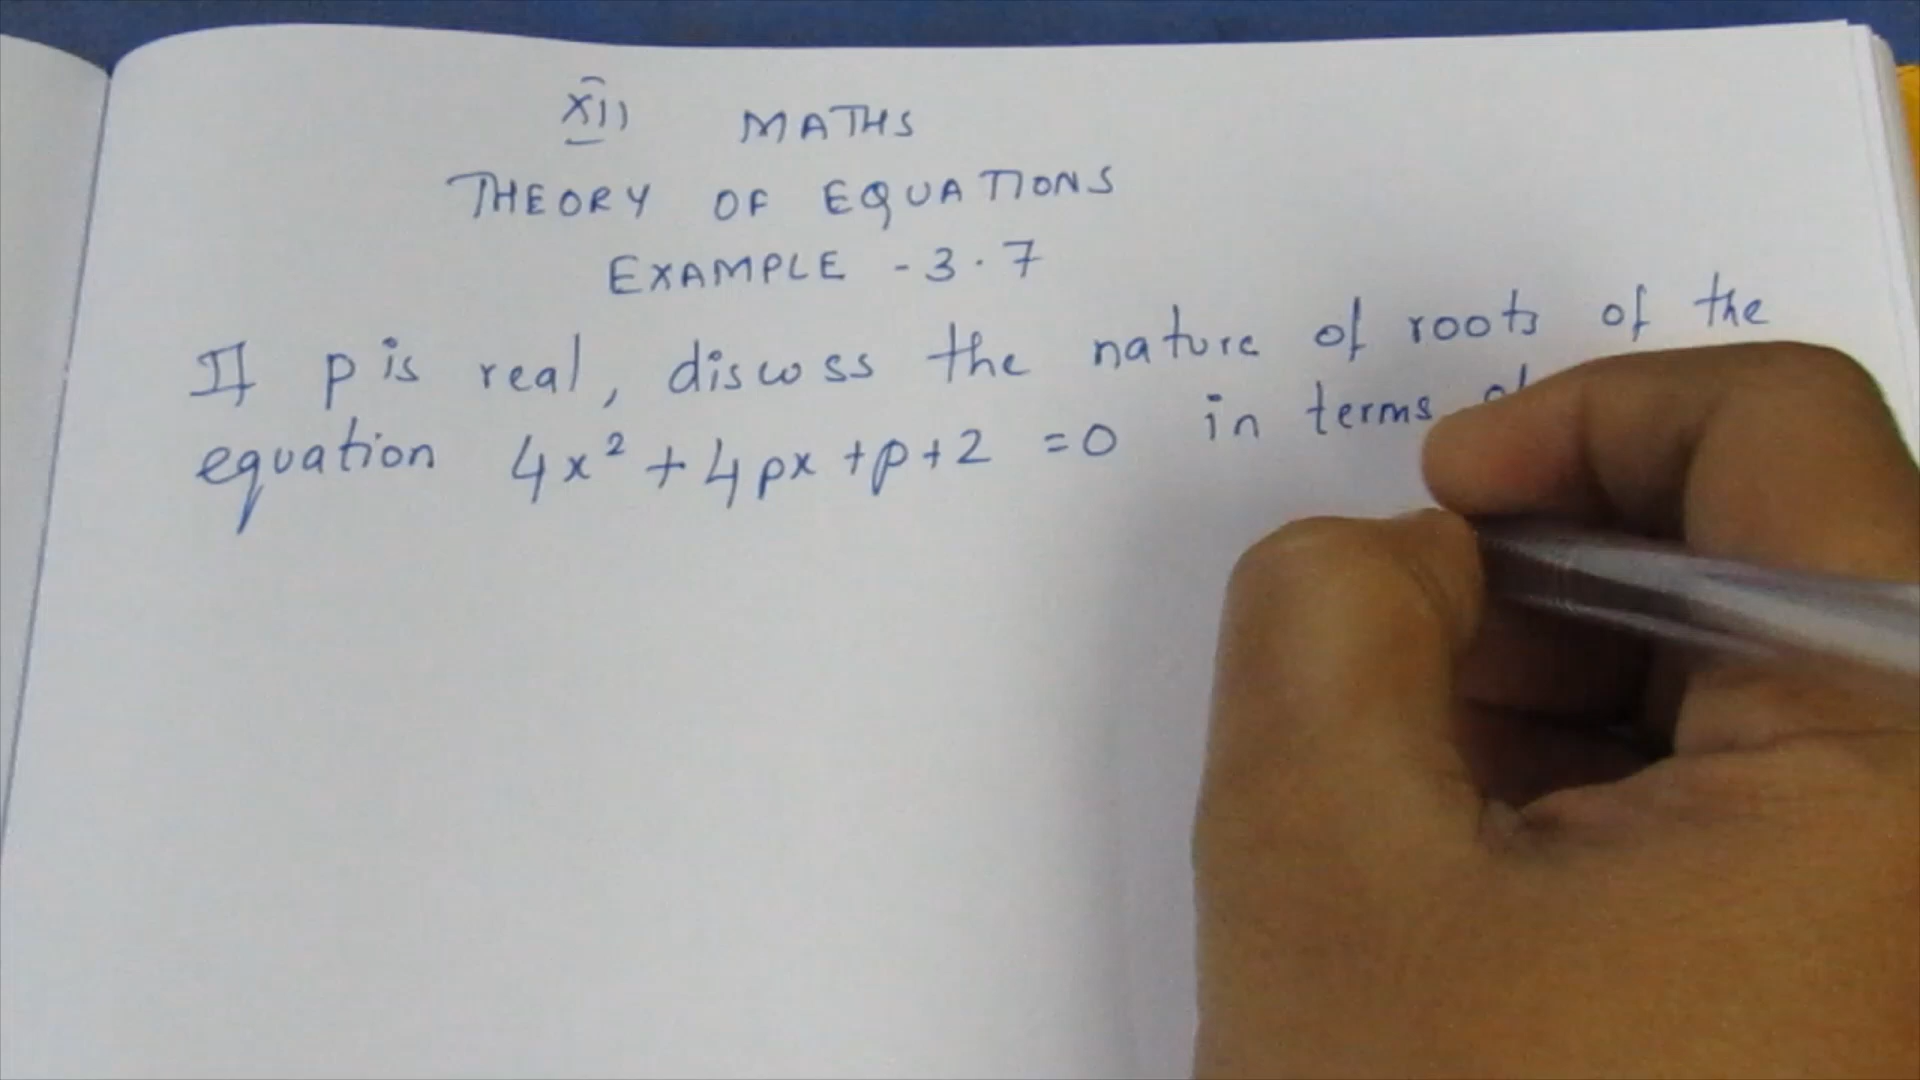 XII MATHS
THEORY OF EQUATIONS
EXAMPLE - 3.7
If p is real, discuss the nature of roots of the
equation 4x² + 4px + p + 2 = 0 in terms